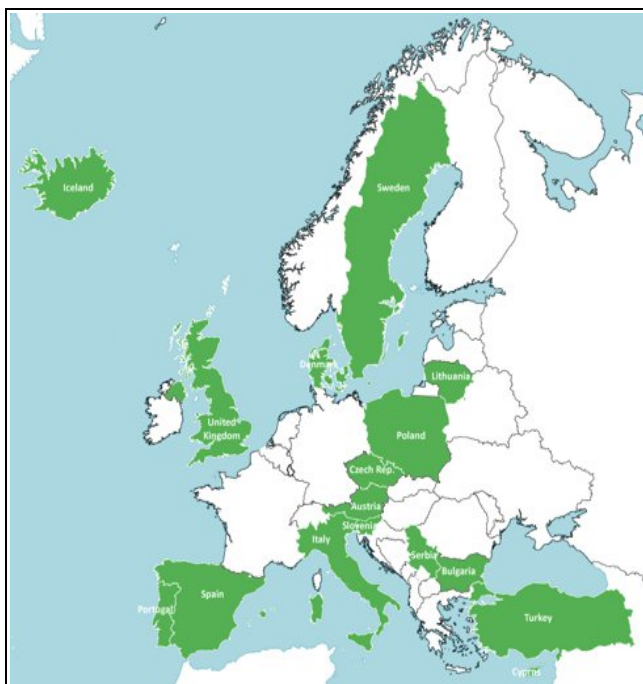 Iceland
Sweden
Denmark
Lithuania
United
Kingdom
Poland
Czech Rep.
Austria
Slovenia
Italy
Serbia
Bulgaria
Spain
Portugal
Turkey
Cyprus